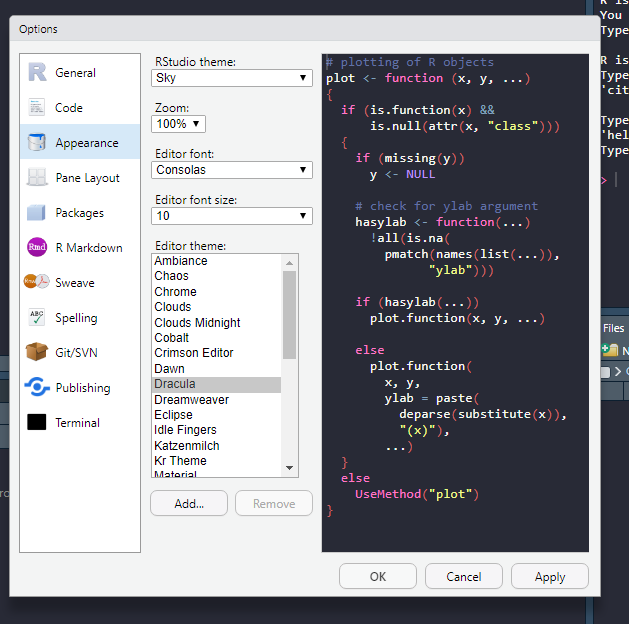 Options
General
Code
Appearance
Pane Layout
Packages
Rmd
R Markdown
Sweave
ABC
Spelling
Git/SVN
Publishing
Terminal
RStudio theme:
Sky
Zoom:
100%
Editor font:
Consolas
Editor font size:
10
Editor theme:
Ambiance
Chaos
Chrome
Clouds
Clouds Midnight
Cobalt
Crimson Editor
Dawn
Dracula
Dreamweaver
Eclipse
Idle Fingers
Katzenmilch
Kr Theme
Material
Add...
Remove
# plotting of R objects
plot <- function (x, y, ...)
{
  if (is.function(x) &&
      is.null(attr(x, "class")))
  {
    if (missing(y))
      y <- NULL
    # check for ylab argument
    hasylab <- function(...)
      !all(is.na(
        pmatch(names(list(...)),
              "ylab")))
    if (hasylab(...))
      plot.function(x, y, ...)
    else
      plot.function(
        x, y,
        ylab = paste(
          deparse(substitute(x)),
          "(x)"),
        ...)
  }
  else
    UseMethod("plot")
}
OK
Cancel
Apply
R is
You
Type
R is
Type
'cit
Type
'hel
Type
>
Files
N